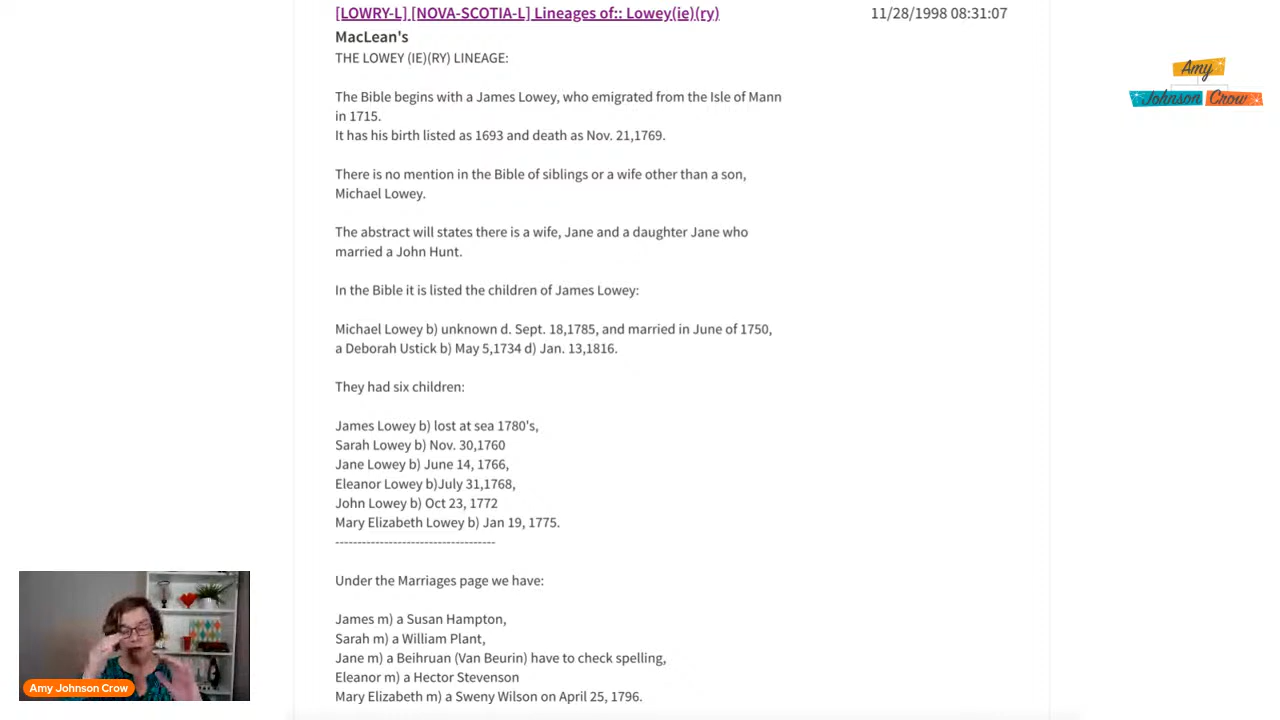 [LOWRY-L] [NOVA-SCOTIA-L] Lineages of:: Lowey(ie)(ry)
11/28/1998 08:31:07
MacLean's
THE LOWEY (IE)(RY) LINEAGE:
The Bible begins with a James Lowey, who emigrated from the Isle of Mann
in 1715.
It has his birth listed as 1693 and death as Nov. 21,1769.
There is no mention in the Bible of siblings or a wife other than a son,
Michael Lowey.
The abstract will states there is a wife, Jane and a daughter Jane who
married a John Hunt.
In the Bible it is listed the children of James Lowey:
Michael Lowey b) unknown d. Sept. 18,1785, and married in June of 1750,
a Deborah Ustick b) May 5,1734 d) Jan. 13,1816.
They had six children:
James Lowey b) lost at sea 1780's,
Sarah Lowey b) Nov. 30,1760
Jane Lowey b) June 14, 1766,
Eleanor Lowey b)July 31,1768,
John Lowey b) Oct 23, 1772
Mary Elizabeth Lowey b) Jan 19, 1775.
-----------------------------------
Under the Marriages page we have:
James m) a Susan Hampton,
Sarah m) a William Plant,
Jane m) a Beihruan (Van Beurin) have to check spelling,
Eleanor m) a Hector Stevenson
Mary Elizabeth m) a Sweny Wilson on April 25, 1796.
Amy
Johnson Crow
Amy Johnson Crow